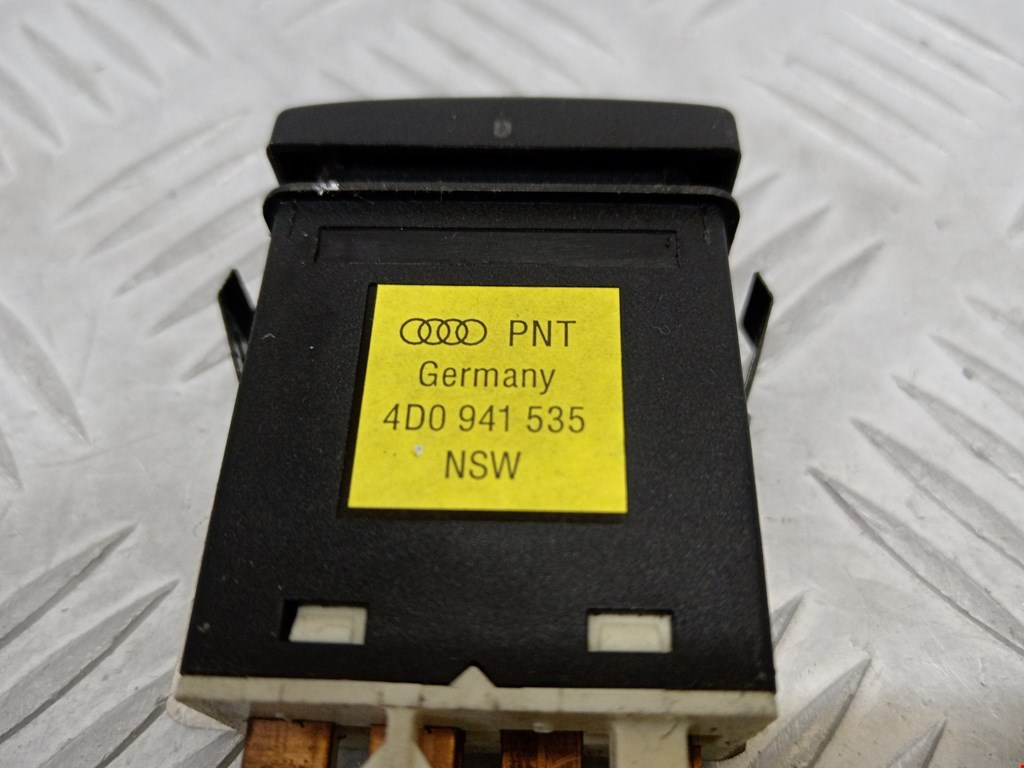 PNT
Germany
4D0 941 535
NSW